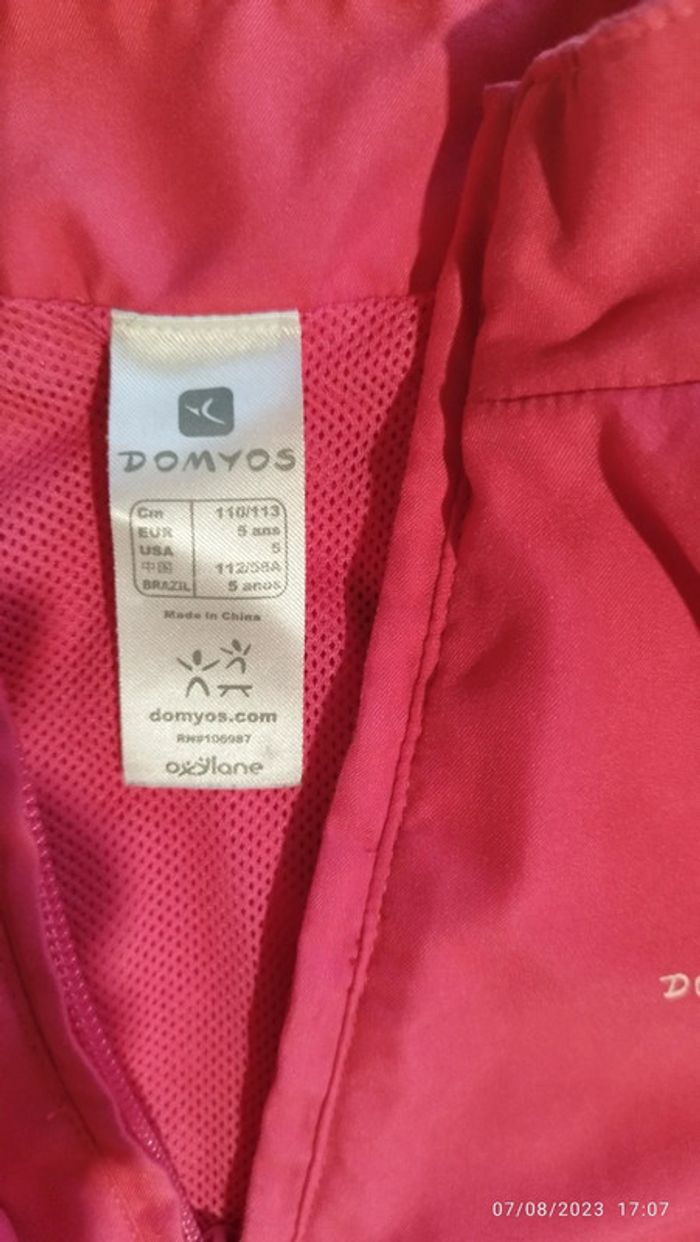 DOMYOS
Cm 110/113
EUR 5 ans
USA 5
中国 112/56A
BRAZIL 5 anos
Made in China
domyos.com
RN#106987
oxylane
DO
07/08/2023 17:07